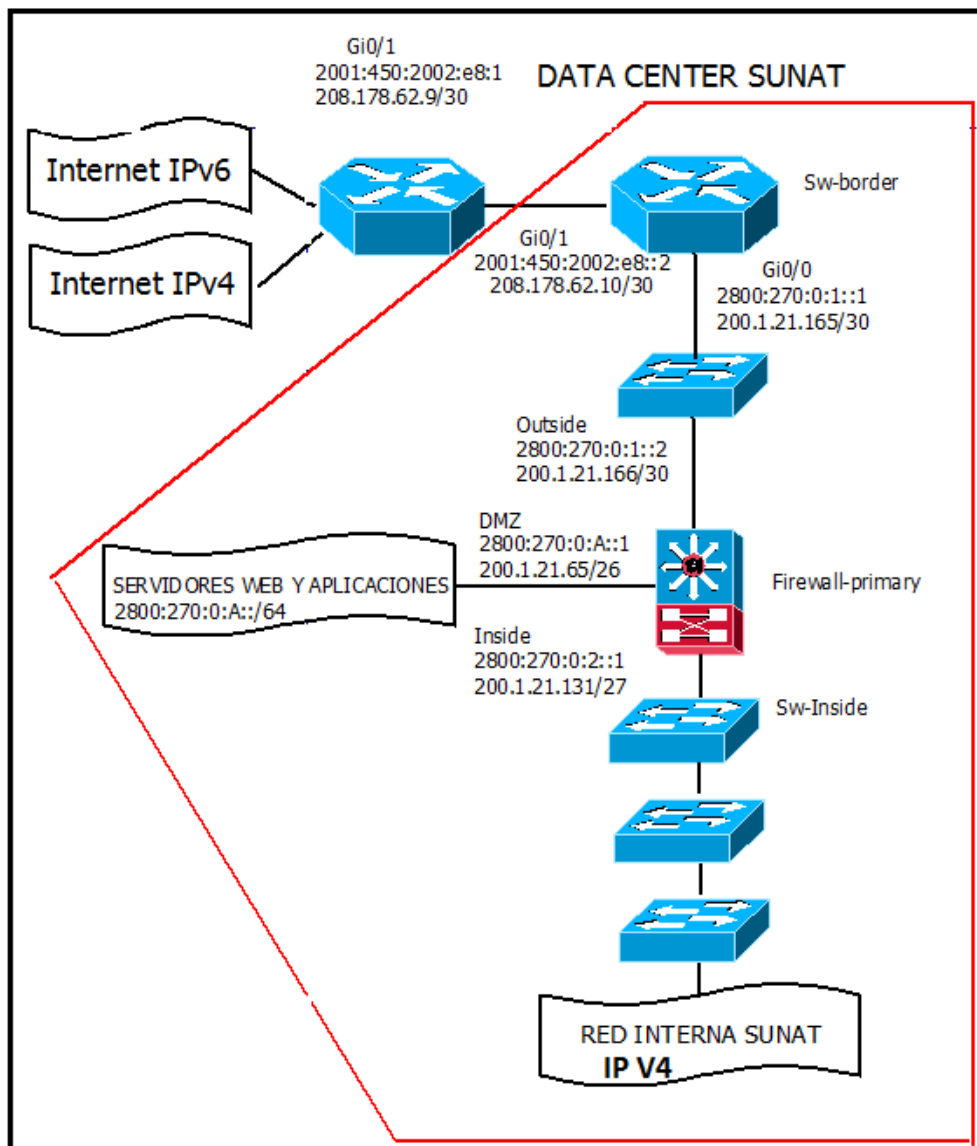 Gi0/1
2001:450:2002:e8:1
208.178.62.9/30
DATA CENTER SUNAT
Internet IPv6
Internet IPv4
Sw-border
Gi0/1
2001:450:2002:e8::2
208.178.62.10/30
Gi0/0
2800:270:0:1::1
200.1.21.165/30
Outside
2800:270:0:1::2
200.1.21.166/30
DMZ
2800:270:0:A::1
200.1.21.65/26
SERVIDORES WEB Y APLICACIONES
2800:270:0:A::/64
Firewall-primary
Inside
2800:270:0:2::1
200.1.21.131/27
Sw-Inside
RED INTERNA SUNAT
IP V4